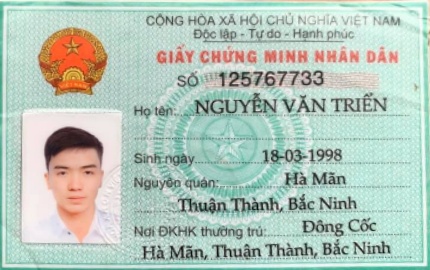 CỘNG HÒA XÃ HỘI CHỦ NGHĨA VIỆT NAM
Độc lập - Tự do - Hạnh phúc
GIẤY CHỨNG MINH NHÂN DÂN
SỐ 125767733
Họ tên: NGUYỄN VĂN TRIỂN
Sinh ngày 18-03-1998
Nguyên quán: Hà Mãn
Thuận Thành, Bắc Ninh
Nơi ĐKHK thường trú: Đông Cốc
Hà Mãn, Thuận Thành, Bắc Ninh